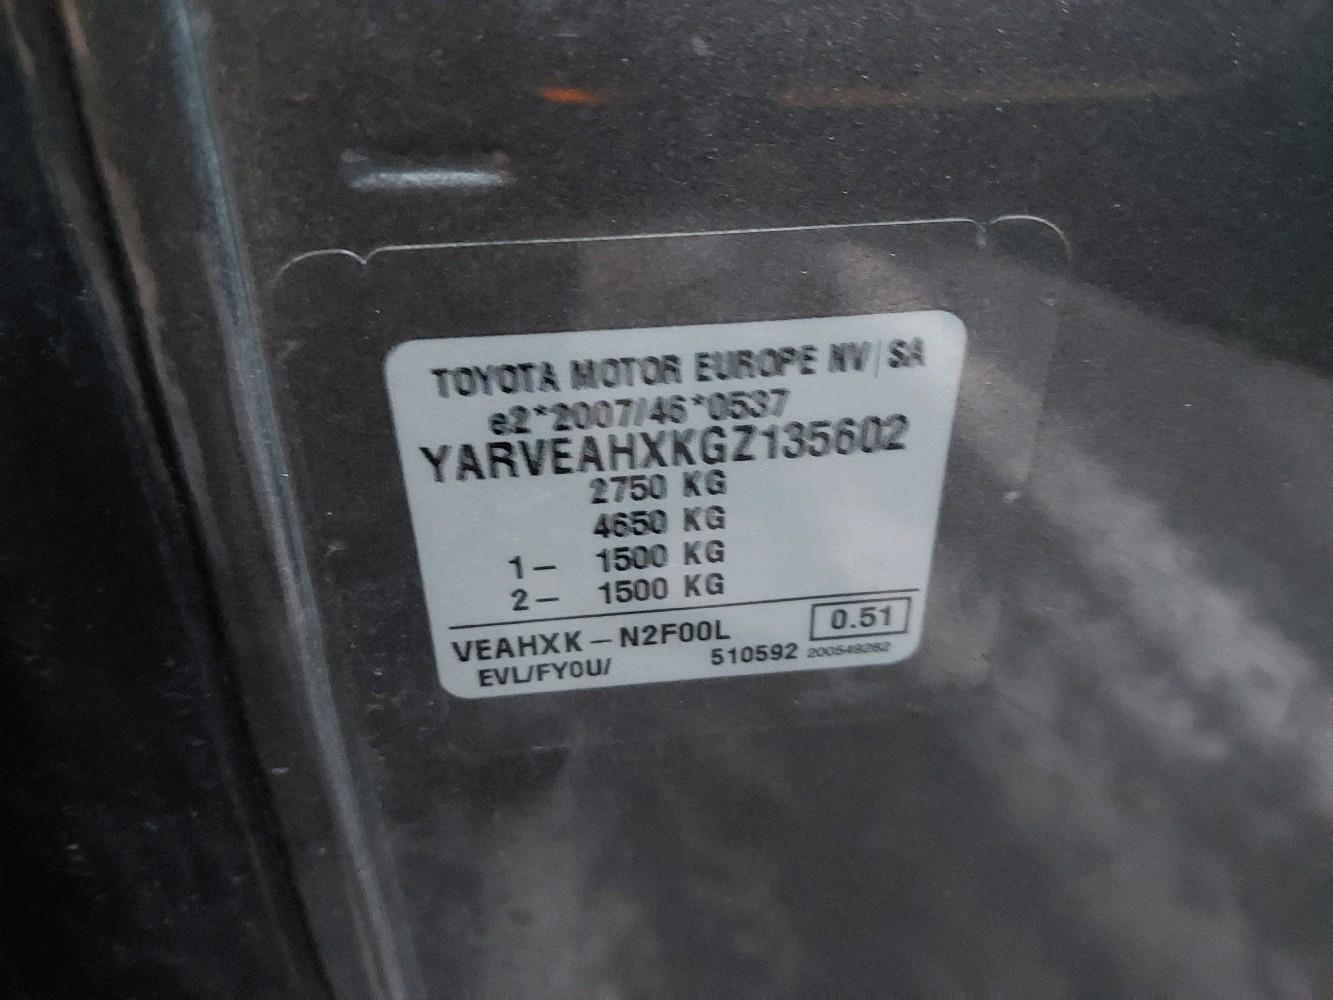 TOYOTA MOTOR EUROPE NV/SA
e2*2007/46*0537
YARVEAHXKGZ135602
2750 KG
4650 KG
1- 1500 KG
2- 1500 KG
VEAHXK-N2F00L 0.51
EVL/FY0U/ 510592 200549262